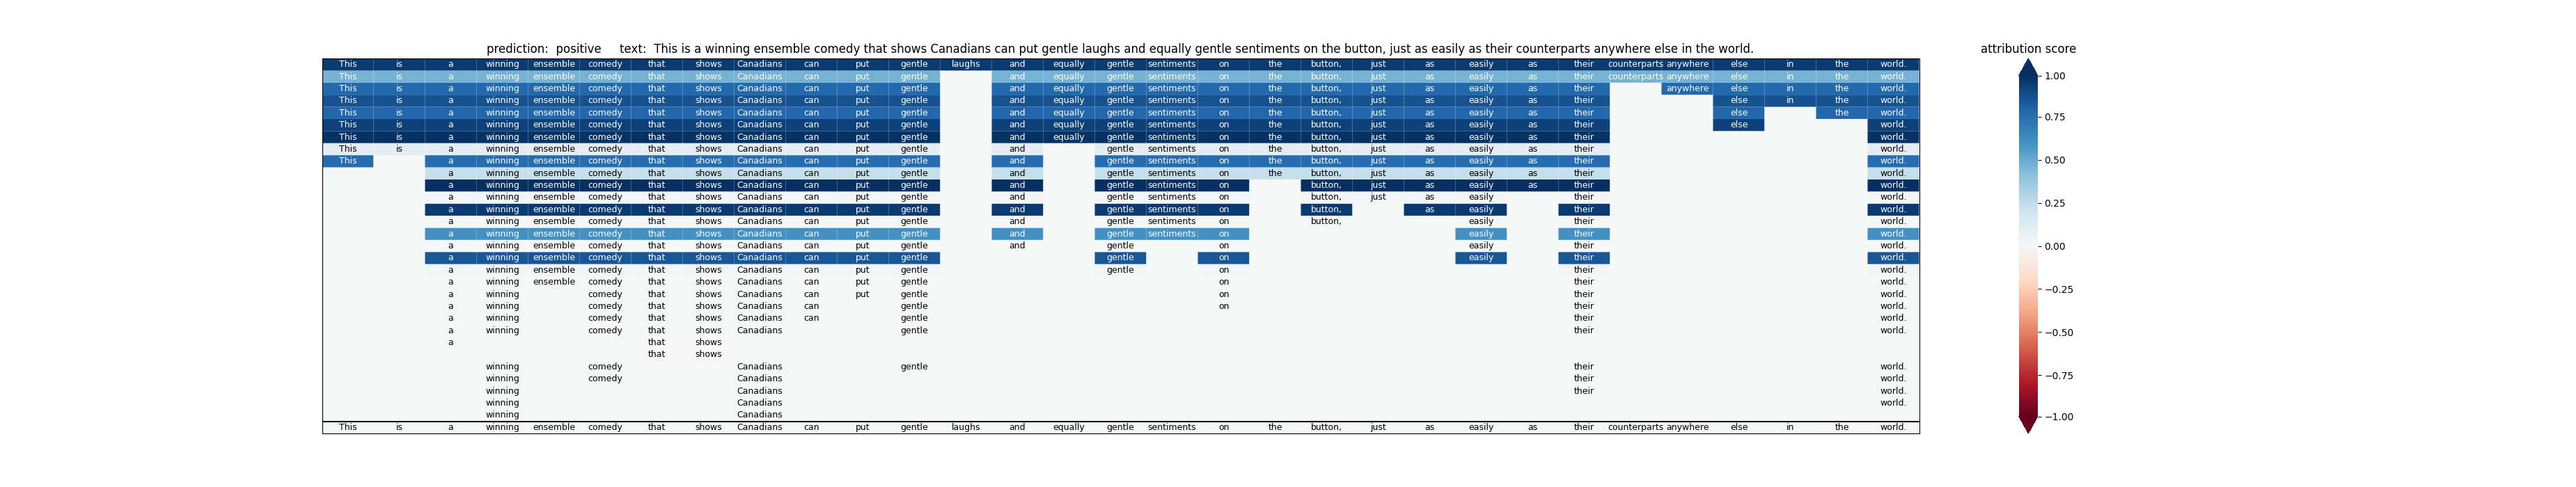 prediction: positive text: This is a winning ensemble comedy that shows Canadians can put gentle laughs and equally gentle sentiments on the button, just as easily as their counterparts anywhere else in the world.
attribution score
This is a winning ensemble comedy that shows Canadians can put gentle laughs and equally gentle sentiments on the button, just as easily as their counterparts anywhere else in the world.
This is a winning ensemble comedy that shows Canadians can put gentle and equally gentle sentiments on the button, just as easily as their counterparts anywhere else in the world.
This is a winning ensemble comedy that shows Canadians can put gentle and equally gentle sentiments on the button, just as easily as their anywhere else in the world.
This is a winning ensemble comedy that shows Canadians can put gentle and equally gentle sentiments on the button, just as easily as their else in the world.
This is a winning ensemble comedy that shows Canadians can put gentle and equally gentle sentiments on the button, just as easily as their else the world.
This is a winning ensemble comedy that shows Canadians can put gentle and equally gentle sentiments on the button, just as easily as their else world.
This is a winning ensemble comedy that shows Canadians can put gentle and equally gentle sentiments on the button, just as easily as their world.
This is a winning ensemble comedy that shows Canadians can put gentle and gentle sentiments on the button, just as easily as their world.
This a winning ensemble comedy that shows Canadians can put gentle and gentle sentiments on the button, just as easily as their world.
a winning ensemble comedy that shows Canadians can put gentle and gentle sentiments on the button, just as easily as their world.
a winning ensemble comedy that shows Canadians can put gentle and gentle sentiments on button, just as easily as their world.
a winning ensemble comedy that shows Canadians can put gentle and gentle sentiments on button, just as easily their world.
a winning ensemble comedy that shows Canadians can put gentle and gentle sentiments on button, as easily their world.
a winning ensemble comedy that shows Canadians can put gentle and gentle sentiments on button, easily their world.
a winning ensemble comedy that shows Canadians can put gentle and gentle sentiments on easily their world.
a winning ensemble comedy that shows Canadians can put gentle and gentle on easily their world.
a winning ensemble comedy that shows Canadians can put gentle gentle on easily their world.
a winning ensemble comedy that shows Canadians can put gentle gentle on their world.
a winning ensemble comedy that shows Canadians can put gentle on their world.
a winning comedy that shows Canadians can put gentle on their world.
a winning comedy that shows Canadians can gentle on their world.
a winning comedy that shows Canadians can gentle their world.
a winning comedy that shows Canadians gentle their world.
a that shows
that shows
winning comedy Canadians gentle their world.
winning comedy Canadians their world.
winning Canadians their world.
winning Canadians world.
winning Canadians
This is a winning ensemble comedy that shows Canadians can put gentle laughs and equally gentle sentiments on the button, just as easily as their counterparts anywhere else in the world.
1.00
0.75
0.50
0.25
0.00
−0.25
−0.50
−0.75
−1.00